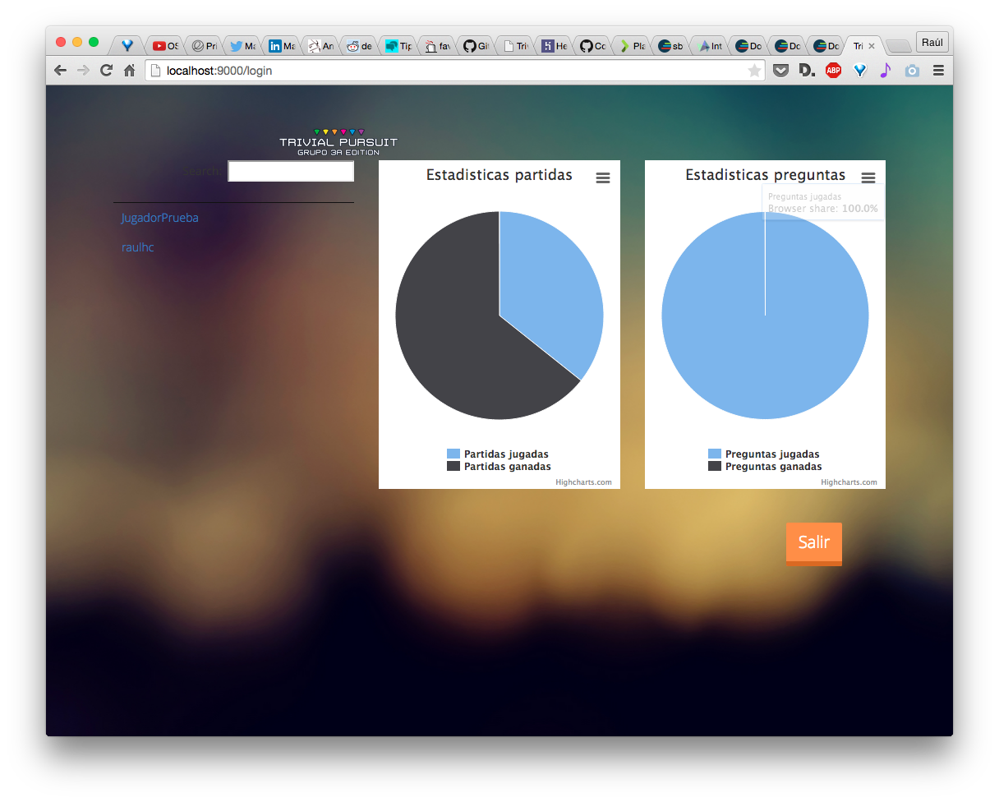 OS
Pri
Ma
in Ma
An
de
Tip
fav
Git
Triv
He
Co
Pla
sb
Int
Do
Do
Do
Tri
Raúl
localhost:9000/login
D.
ABP
TRIVIAL PURSUIT
GRUPO 3A EDITION
Search:
JugadorPrueba
raulhc
Estadisticas partidas
Partidas jugadas
Partidas ganadas
Highcharts.com
Estadisticas preguntas
Preguntas jugadas
Browser share: 100.0%
Preguntas jugadas
Preguntas ganadas
Highcharts.com
Salir